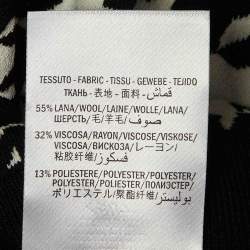 TESSUTO - FABRIC - TISSU - GEWEBE - TEJIDO
ТКАНЬ - 表地 - 面料 - قماش
55% LANA/WOOL/LAINE/WOLLE/LANA/
ШЕРСТЬ/毛/羊毛/صوف
32% VISCOSA/RAYON/VISCOSE/VISKOSE/
VISCOSA/ВИСКОЗА/レーヨン/
粘胶纤维/فسكوز
13% POLIESTERE/POLYESTER/POLYESTER/
POLYESTER/POLIÉSTER/ПОЛИЭСТЕР/
ポリエステル/聚酯纤维/بوليستر